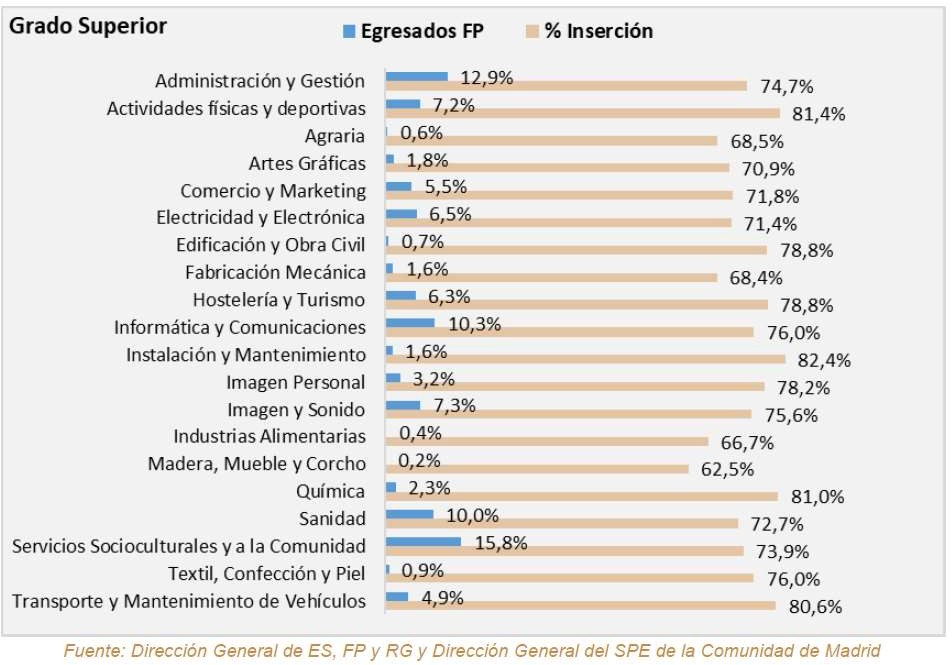 Grado Superior
Egresados FP % Inserción
Administración y Gestión 12,9% 74,7%
Actividades físicas y deportivas 7,2% 81,4%
Agraria 0,6% 68,5%
Artes Gráficas 1,8% 70,9%
Comercio y Marketing 5,5% 71,8%
Electricidad y Electrónica 6,5% 71,4%
Edificación y Obra Civil 0,7% 78,8%
Fabricación Mecánica 1,6% 68,4%
Hostelería y Turismo 6,3% 78,8%
Informática y Comunicaciones 10,3% 76,0%
Instalación y Mantenimiento 1,6% 82,4%
Imagen Personal 3,2% 78,2%
Imagen y Sonido 7,3% 75,6%
Industrias Alimentarias 0,4% 66,7%
Madera, Mueble y Corcho 0,2% 62,5%
Química 2,3% 81,0%
Sanidad 10,0% 72,7%
Servicios Socioculturales y a la Comunidad 15,8% 73,9%
Textil, Confección y Piel 0,9% 76,0%
Transporte y Mantenimiento de Vehículos 4,9% 80,6%
Fuente: Dirección General de ES, FP y RG y Dirección General del SPE de la Comunidad de Madrid